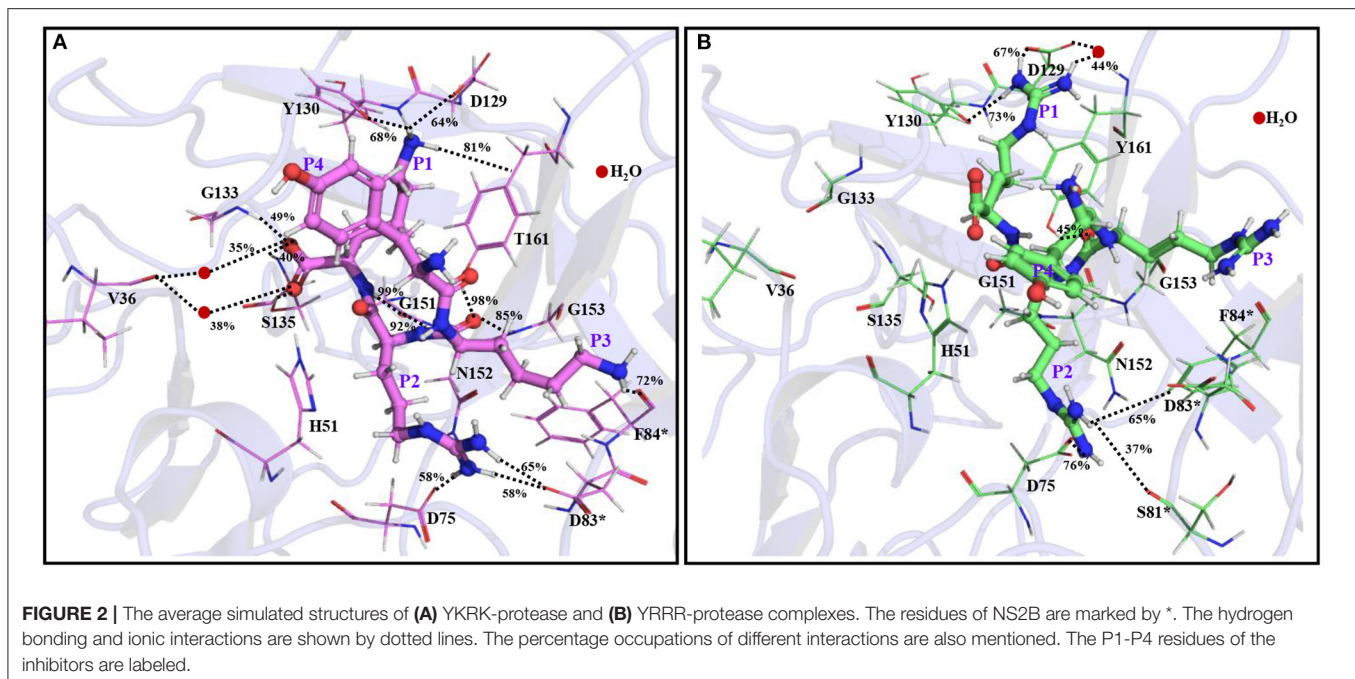 A
D129
Y130
64%
68%
81%
P1
P4
H₂O
G133
49%
35%
40%
T161
V36
38%
S135
99%
G151
98%
85%
92%
G153
P3
N152
P2
72%
H51
F84*
65%
58%
58%
D75
D83*
B
67%
D129
44%
P1
Y130
73%
H₂O
Y161
G133
45%
P3
P4
G151
G153
V36
S135
F84*
H51
N152
P2
D83*
65%
37%
76%
D75
S81*
FIGURE 2 | The average simulated structures of (A) YKRK-protease and (B) YRRR-protease complexes. The residues of NS2B are marked by *. The hydrogen
bonding and ionic interactions are shown by dotted lines. The percentage occupations of different interactions are also mentioned. The P1-P4 residues of the
inhibitors are labeled.